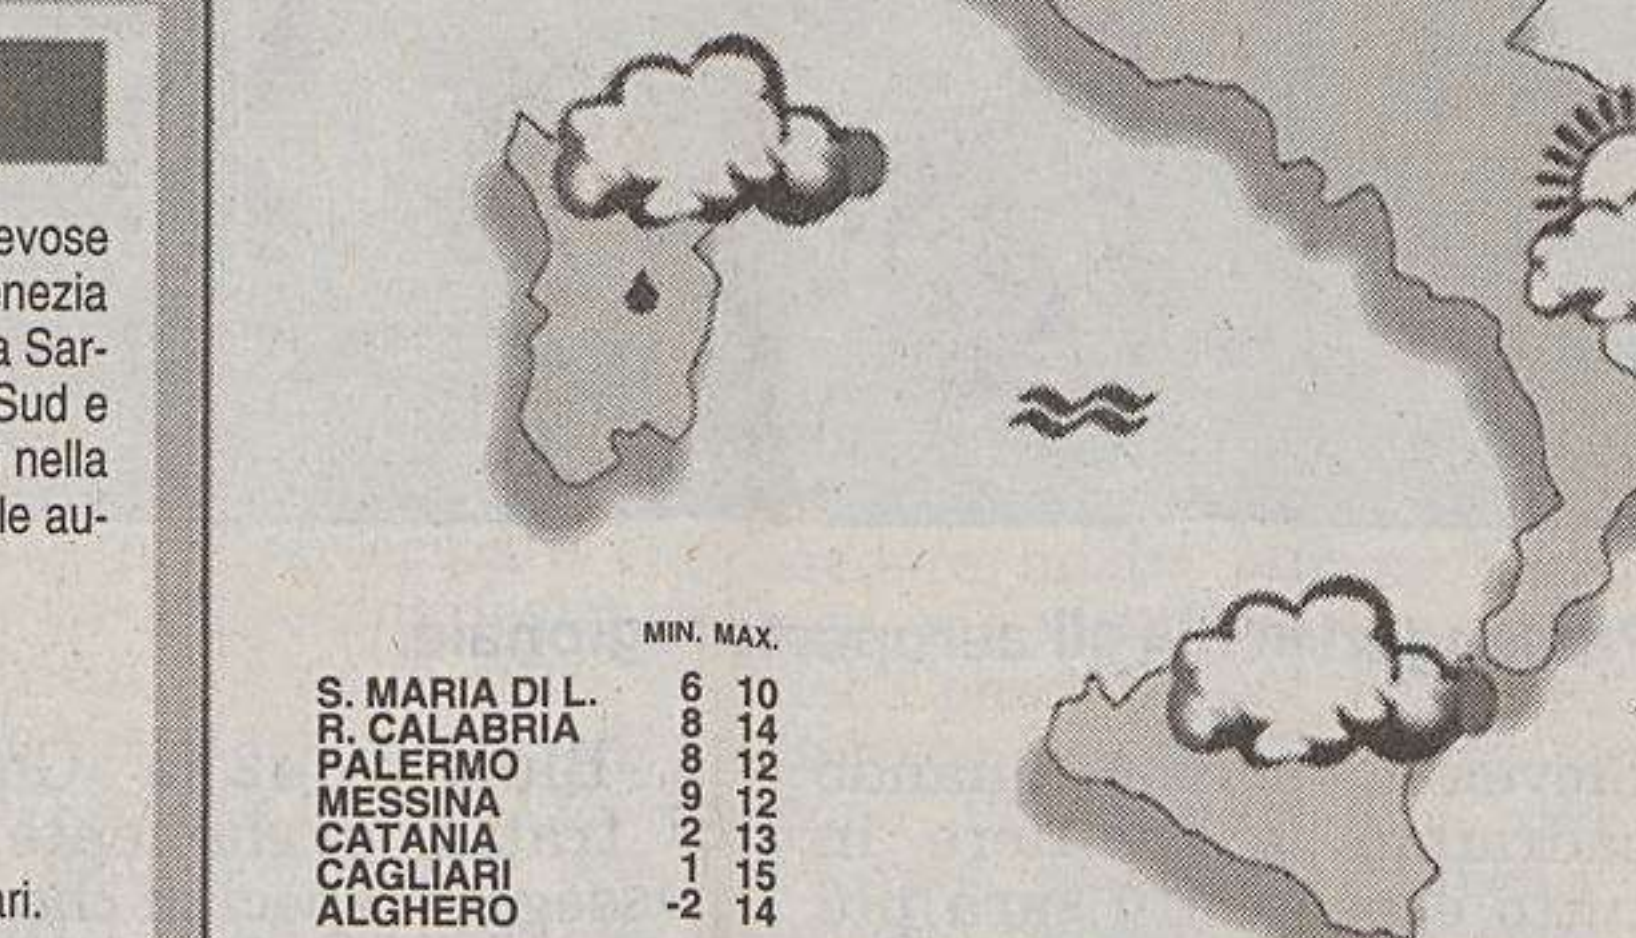 evose
enezia
a Sar-
Sud e
nella
le au-
ari.
MIN. MAX.
S. MARIA DI L. 6 10
R. CALABRIA 8 14
PALERMO 8 12
MESSINA 9 12
CATANIA 2 13
CAGLIARI 1 15
ALGHERO -2 14